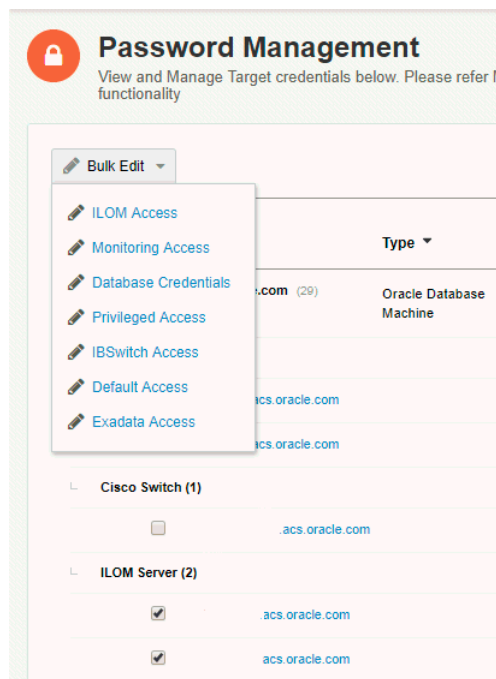 Password Management
View and Manage Target credentials below. Please refer
functionality
Bulk Edit
ILOM Access
Monitoring Access
Database Credentials
Privileged Access
IBSwitch Access
Default Access
Exadata Access
Type
.com (29)
Oracle Database
Machine
acs.oracle.com
acs.oracle.com
Cisco Switch (1)
.acs.oracle.com
ILOM Server (2)
.acs.oracle.com
acs.oracle.com